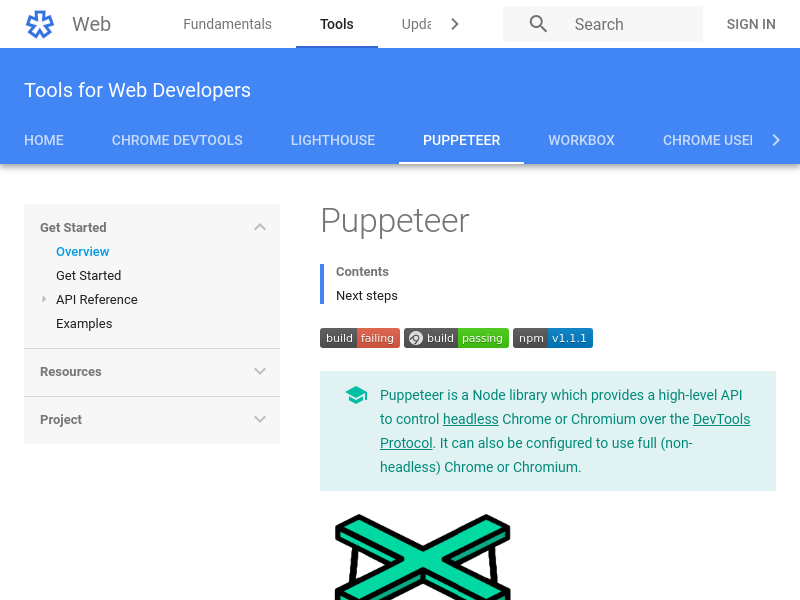 Web
Fundamentals
Tools
Upda
Search
SIGN IN
Tools for Web Developers
HOME
CHROME DEVTOOLS
LIGHTHOUSE
PUPPETEER
WORKBOX
CHROME USE
Get Started
Overview
Get Started
API Reference
Examples
Resources
Project
Puppeteer
Contents
Next steps
build failing
build passing
npm v1.1.1
Puppeteer is a Node library which provides a high-level API
to control headless Chrome or Chromium over the DevTools
Protocol. It can also be configured to use full (non-
headless) Chrome or Chromium.